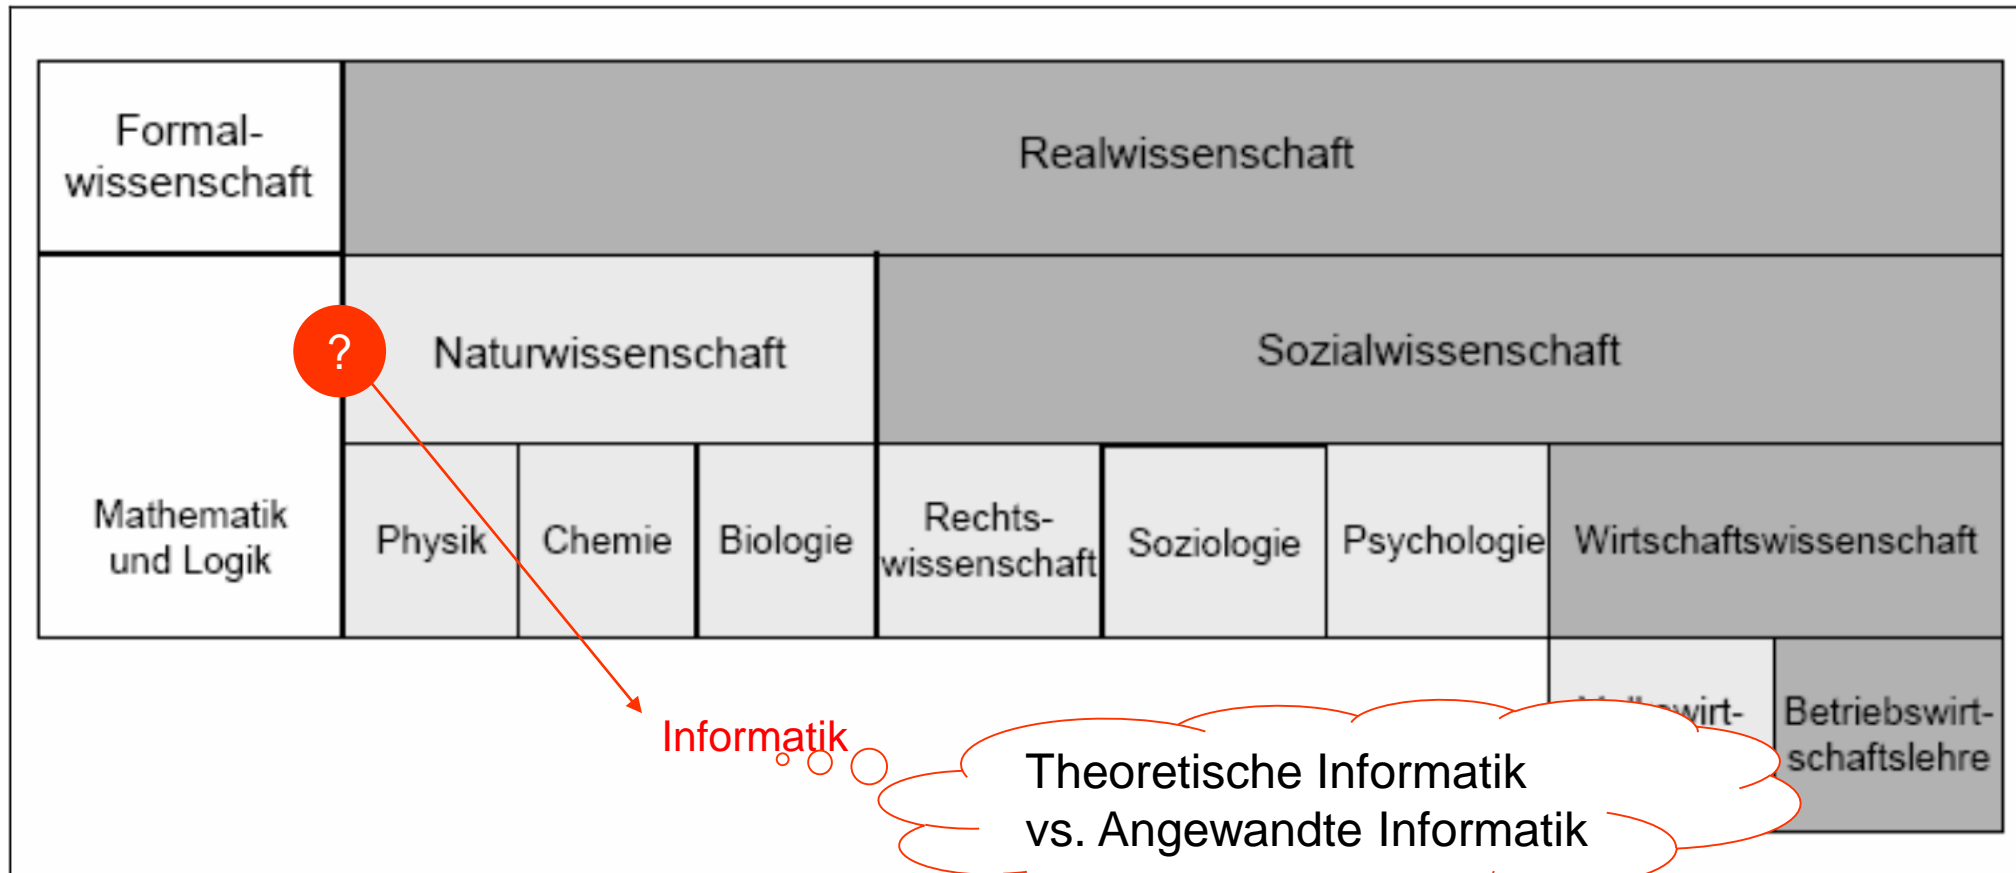 Formal-
wissenschaft
Realwissenschaft
?
Naturwissenschaft
Sozialwissenschaft
Mathematik
und Logik
Physik
Chemie
Biologie
Rechts-
wissenschaft
Soziologie
Psychologie
Wirtschaftswissenschaft
Betriebswirt-
schaftslehre
Informatik
Theoretische Informatik
vs. Angewandte Informatik